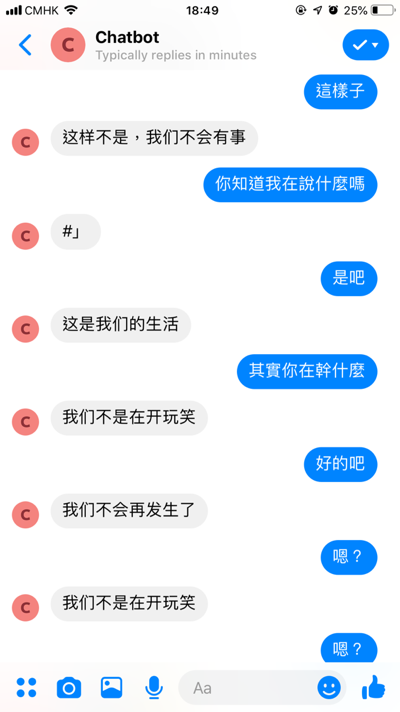 CMHK 18:49 25%
C Chatbot
Typically replies in minutes
這樣子
C 这样不是，我们不会有事
你知道我在說什麼嗎
C #」
是吧
C 这是我们的生活
其實你在幹什麼
C 我们不是在开玩笑
好的吧
C 我们不会再发生了
嗯？
C 我们不是在开玩笑
嗯？
Aa